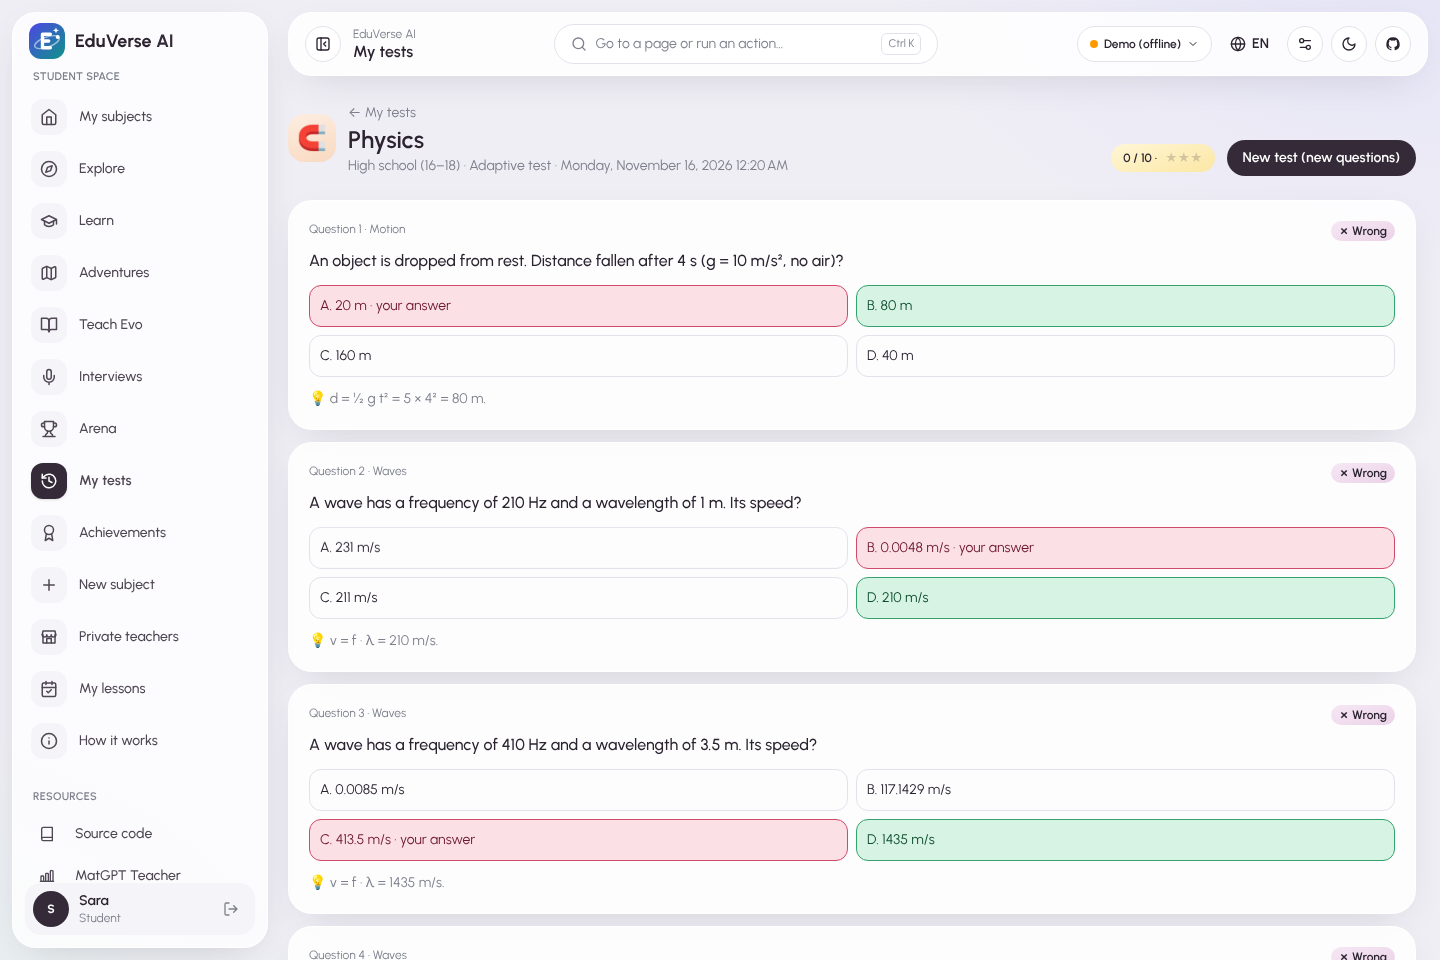 EduVerse AI
STUDENT SPACE
My subjects
Explore
Learn
Adventures
Teach Evo
Interviews
Arena
My tests
Achievements
New subject
Private teachers
My lessons
How it works
RESOURCES
Source code
MatGPT Teacher
S
Sara
Student
EduVerse AI
My tests
Go to a page or run an action...
Ctrl K
Demo (offline)
EN
← My tests
Physics
High school (16–18) · Adaptive test · Monday, November 16, 2026 12:20 AM
0 / 10 · ★★★
New test (new questions)
Question 1 · Motion
× Wrong
An object is dropped from rest. Distance fallen after 4 s (g = 10 m/s², no air)?
A. 20 m · your answer
B. 80 m
C. 160 m
D. 40 m
💡 d = ½ g t² = 5 × 4² = 80 m.
Question 2 · Waves
× Wrong
A wave has a frequency of 210 Hz and a wavelength of 1 m. Its speed?
A. 231 m/s
B. 0.0048 m/s · your answer
C. 211 m/s
D. 210 m/s
💡 v = f · λ = 210 m/s.
Question 3 · Waves
× Wrong
A wave has a frequency of 410 Hz and a wavelength of 3.5 m. Its speed?
A. 0.0085 m/s
B. 117.1429 m/s
C. 413.5 m/s · your answer
D. 1435 m/s
💡 v = f · λ = 1435 m/s.
Question 4 · Waves
× Wrong